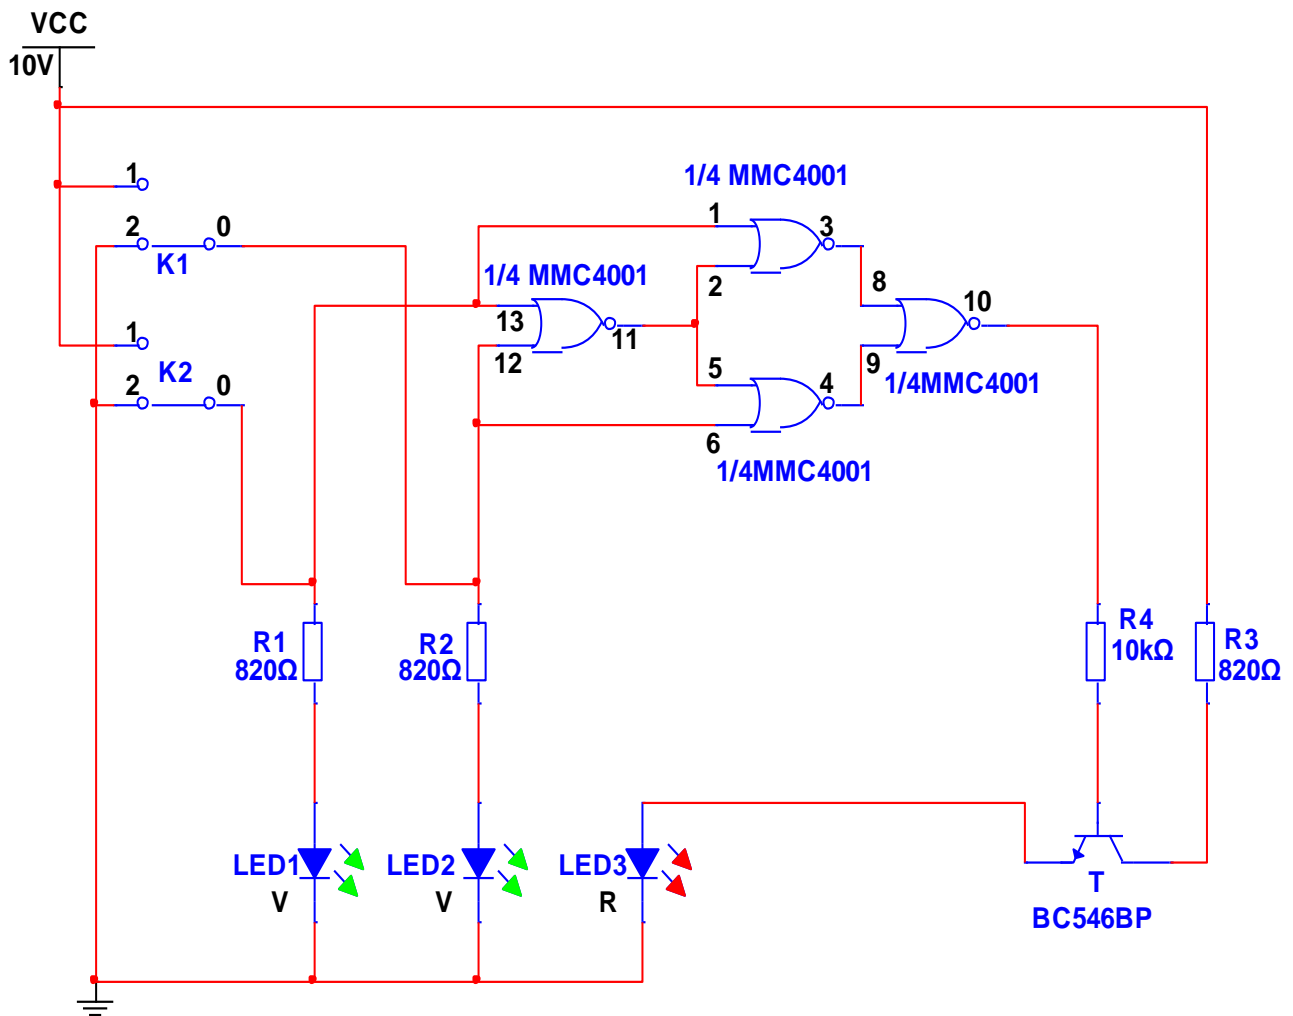 VCC
10V
1
2 0
K1
1
K2
2 0
1/4 MMC4001
1 3
2
1/4 MMC4001
13
12
11
8 10
9
1/4MMC4001
5 4
6
1/4MMC4001
R1
820Ω
R2
820Ω
R4
10kΩ
R3
820Ω
LED1
V
LED2
V
LED3
R
T
BC546BP